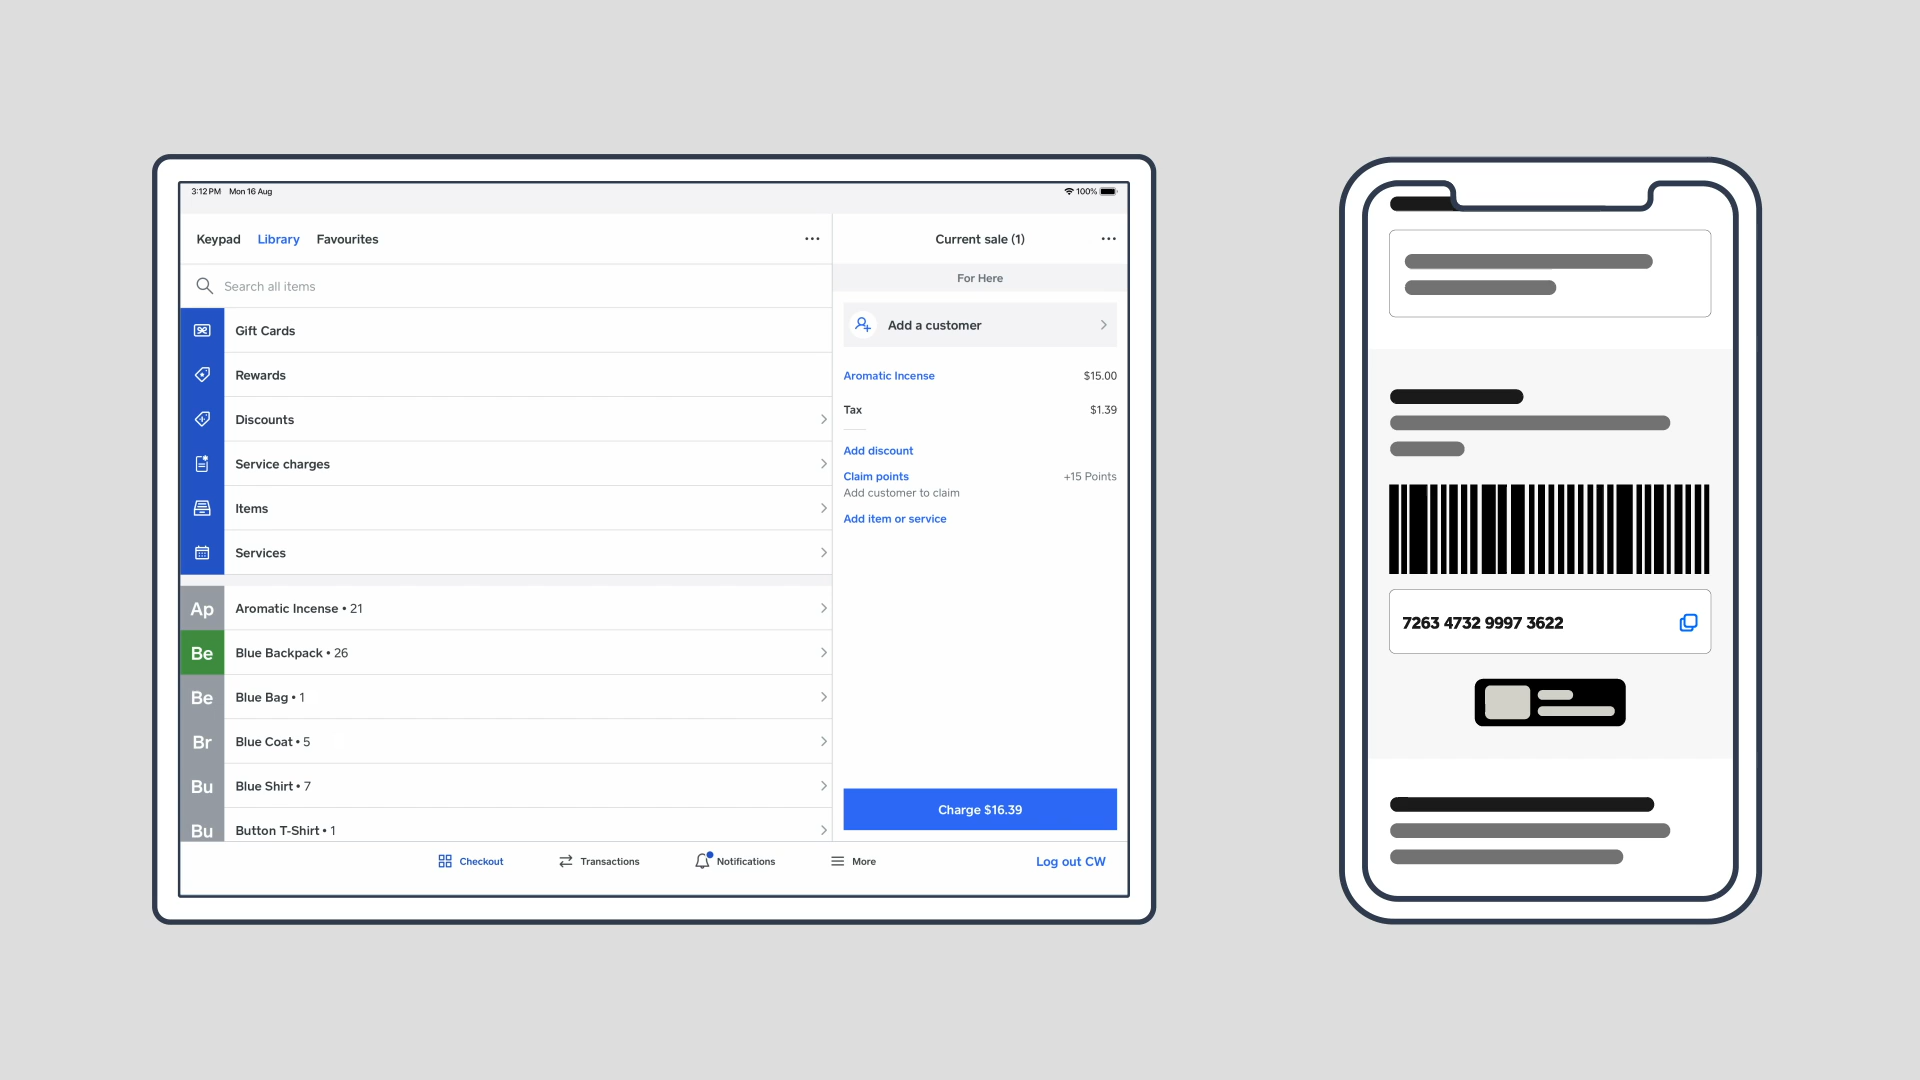 3:12 PM Mon 16 Aug
100%
Keypad Library Favourites
Search all items
Gift Cards
Rewards
Discounts
Service charges
Items
Services
Ap Aromatic Incense • 21
Be Blue Backpack • 26
Be Blue Bag • 1
Br Blue Coat • 5
Bu Blue Shirt • 7
Bu Button T-Shirt • 1
Current sale (1)
For Here
Add a customer
Aromatic Incense $15.00
Tax $1.39
Add discount
Claim points +15 Points
Add customer to claim
Add item or service
Charge $16.39
Checkout Transactions Notifications More Log out CW
7263 4732 9997 3622